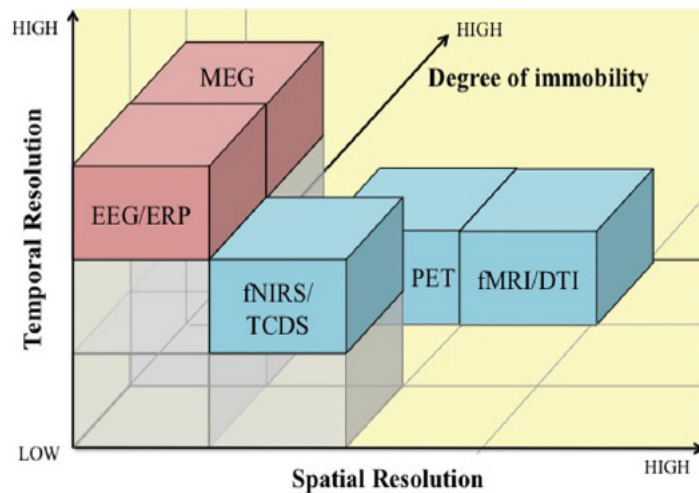 HIGH
HIGH
MEG
Degree of immobility
Temporal Resolution
EEG/ERP
fNIRS/
TCDS
PET
fMRI/DTI
LOW
HIGH
Spatial Resolution